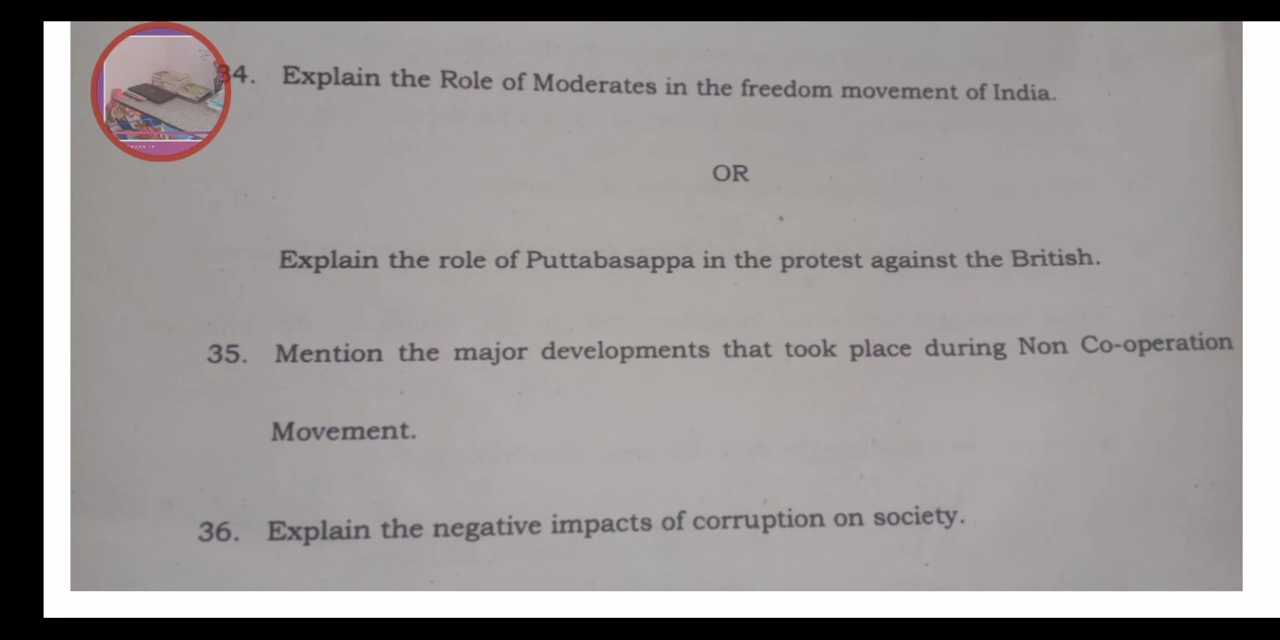 34. Explain the Role of Moderates in the freedom movement of India.
OR
Explain the role of Puttabasappa in the protest against the British.
35. Mention the major developments that took place during Non Co-operation
Movement.
36. Explain the negative impacts of corruption on society.